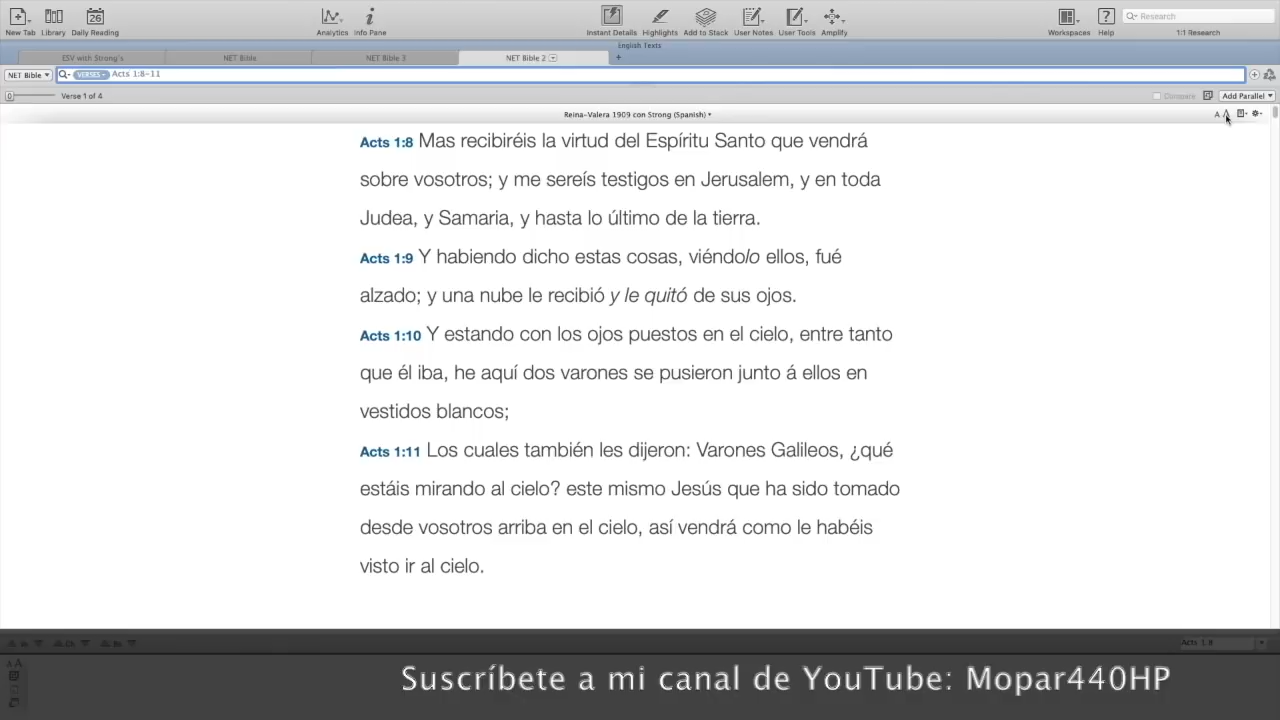 New Tab Library Daily Reading Analytics Info Pane Instant Details Highlights Add to Stack User Notes User Tools Amplify Workspaces Help 1:1 Research
26
Research
English Texts
ESV with Strong's NET Bible NET Bible 3 NET Bible 2 +
NET Bible VERSES Acts 1:8-11
Verse 1 of 4 Compare Add Parallel
Reina-Valera 1909 con Strong (Spanish)
Acts 1:8 Mas recibiréis la virtud del Espíritu Santo que vendrá
sobre vosotros; y me sereís testigos en Jerusalem, y en toda
Judea, y Samaria, y hasta lo último de la tierra.
Acts 1:9 Y habiendo dicho estas cosas, viéndolo ellos, fué
alzado; y una nube le recibió y le quitó de sus ojos.
Acts 1:10 Y estando con los ojos puestos en el cielo, entre tanto
que él iba, he aquí dos varones se pusieron junto á ellos en
vestidos blancos;
Acts 1:11 Los cuales también les dijeron: Varones Galileos, ¿qué
estáis mirando al cielo? este mismo Jesús que ha sido tomado
desde vosotros arriba en el cielo, así vendrá como le habéis
visto ir al cielo.
Acts 1:8
Suscríbete a mi canal de YouTube: Mopar440HP